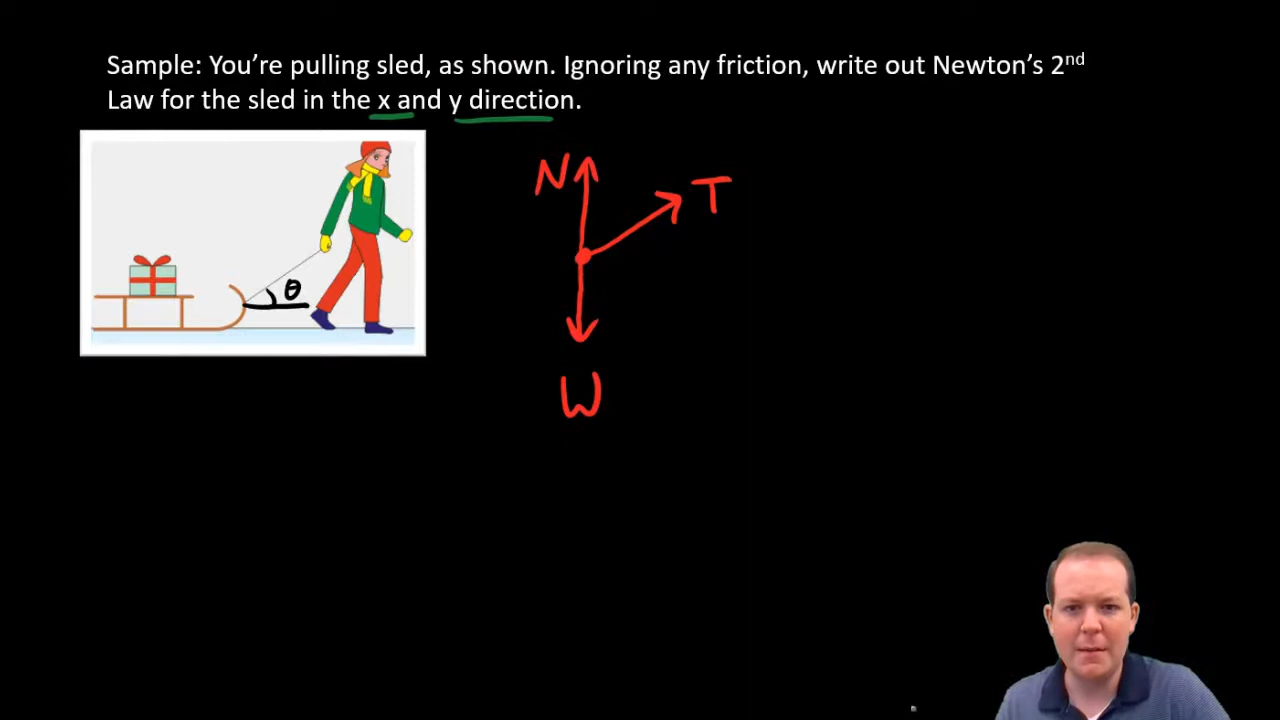 Sample: You’re pulling sled, as shown. Ignoring any friction, write out Newton’s 2nd
Law for the sled in the x and y direction.
N
T
θ
W